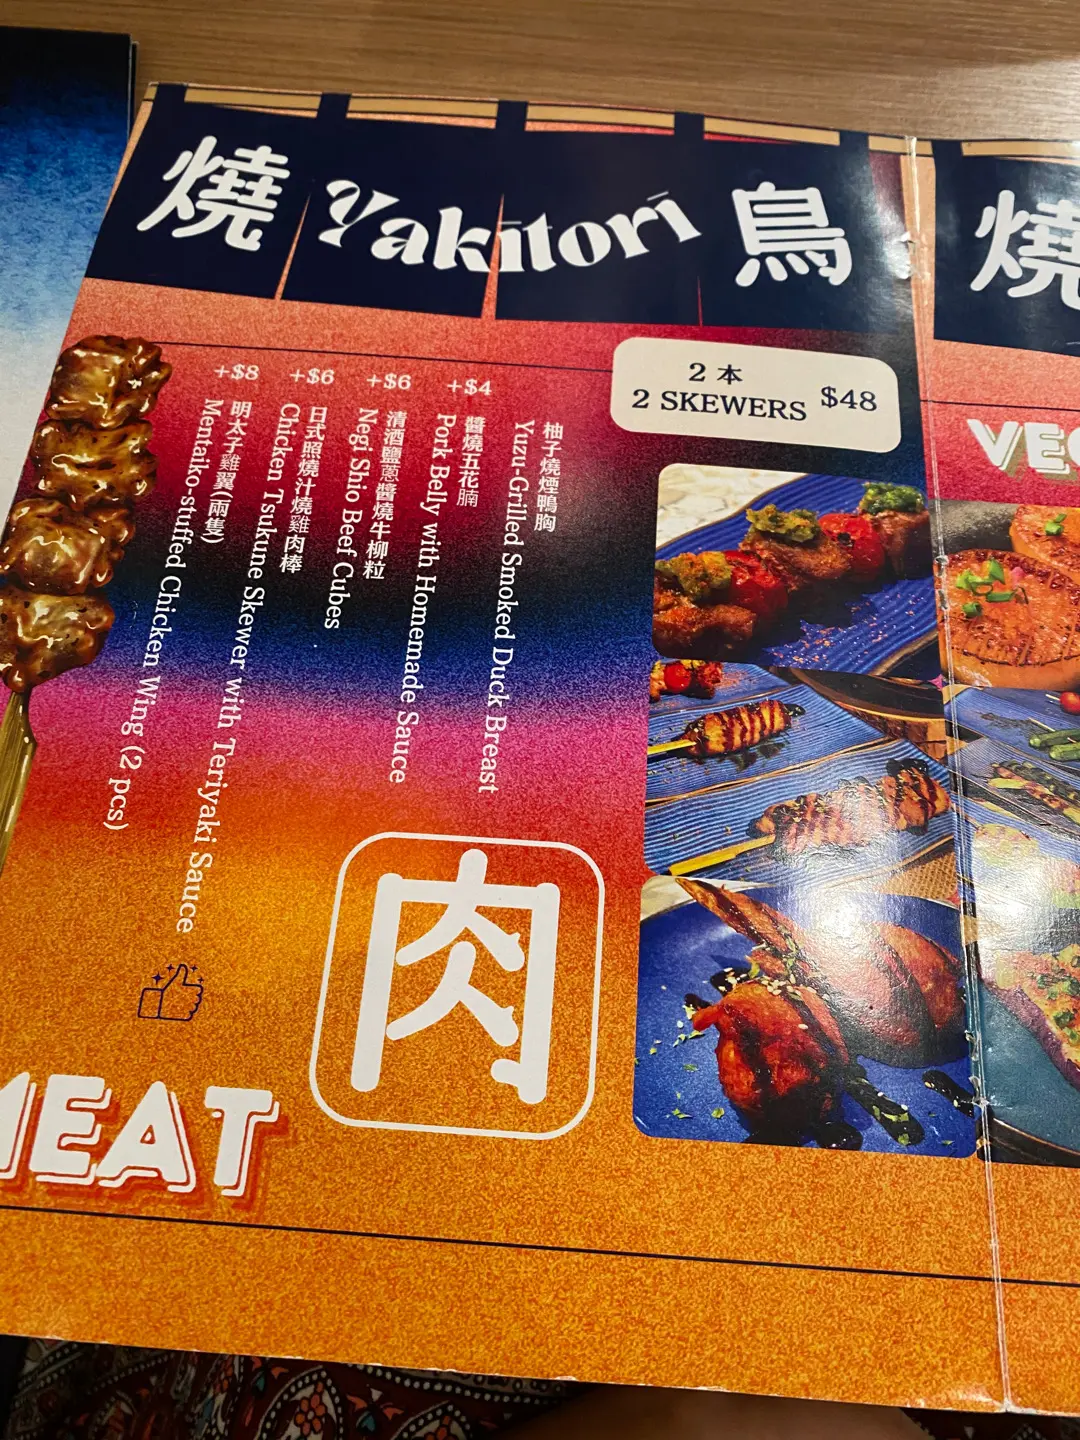 燒 Yakitori 鳥
2 本
2 SKEWERS $48
柚子燒煙鴨胸
Yuzu-Grilled Smoked Duck Breast
+$4
醬燒五花腩
Pork Belly with Homemade Sauce
+$6
清酒鹽蔥醬燒牛柳粒
Negi Shio Beef Cubes
+$6
日式照燒汁燒雞肉棒
Chicken Tsukune Skewer with Teriyaki Sauce
+$8
明太子雞翼(兩隻)
Mentaiko-stuffed Chicken Wing (2 pcs)
肉
MEAT
燒